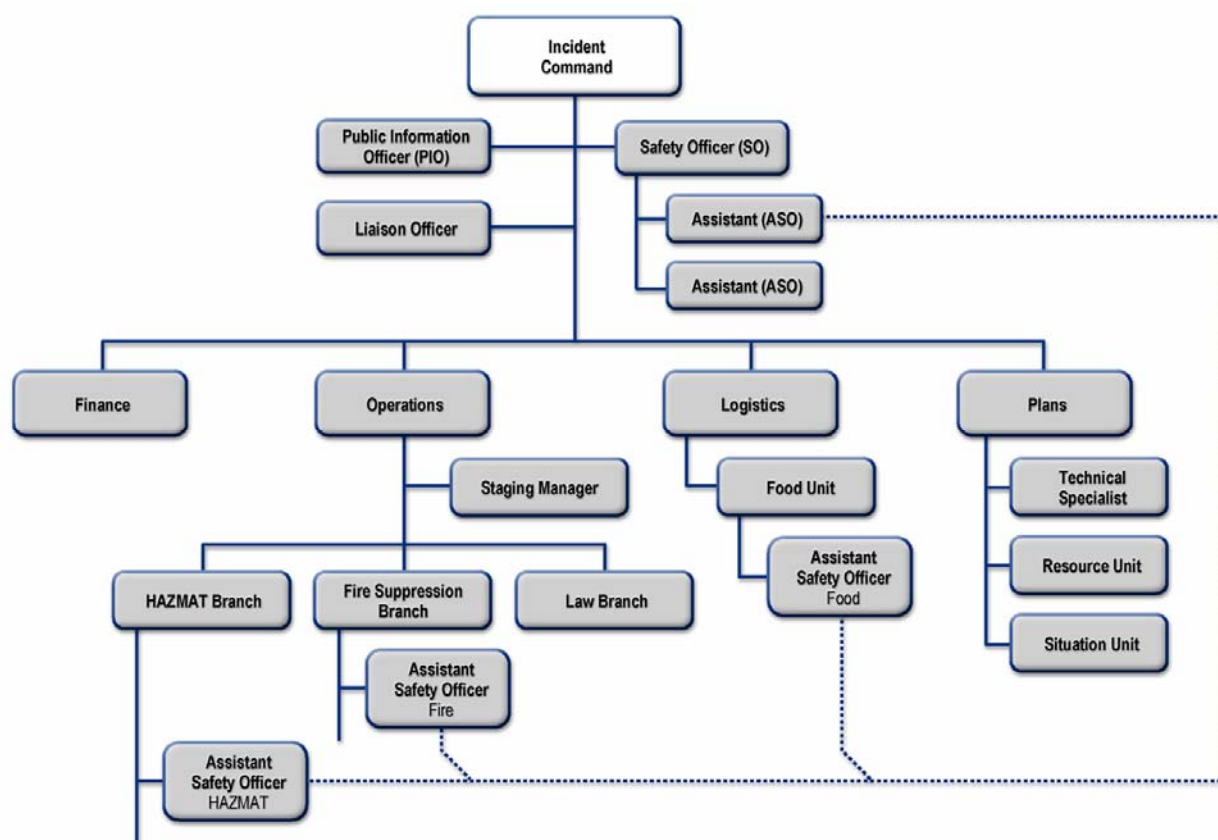 Incident
Command
Public Information
Officer (PIO)
Safety Officer (SO)
Liaison Officer
Assistant (ASO)
Assistant (ASO)
Finance
Operations
Logistics
Plans
Staging Manager
Food Unit
Technical
Specialist
HAZMAT Branch
Fire Suppression
Branch
Law Branch
Assistant
Safety Officer
Food
Resource Unit
Situation Unit
Assistant
Safety Officer
Fire
Assistant
Safety Officer
HAZMAT